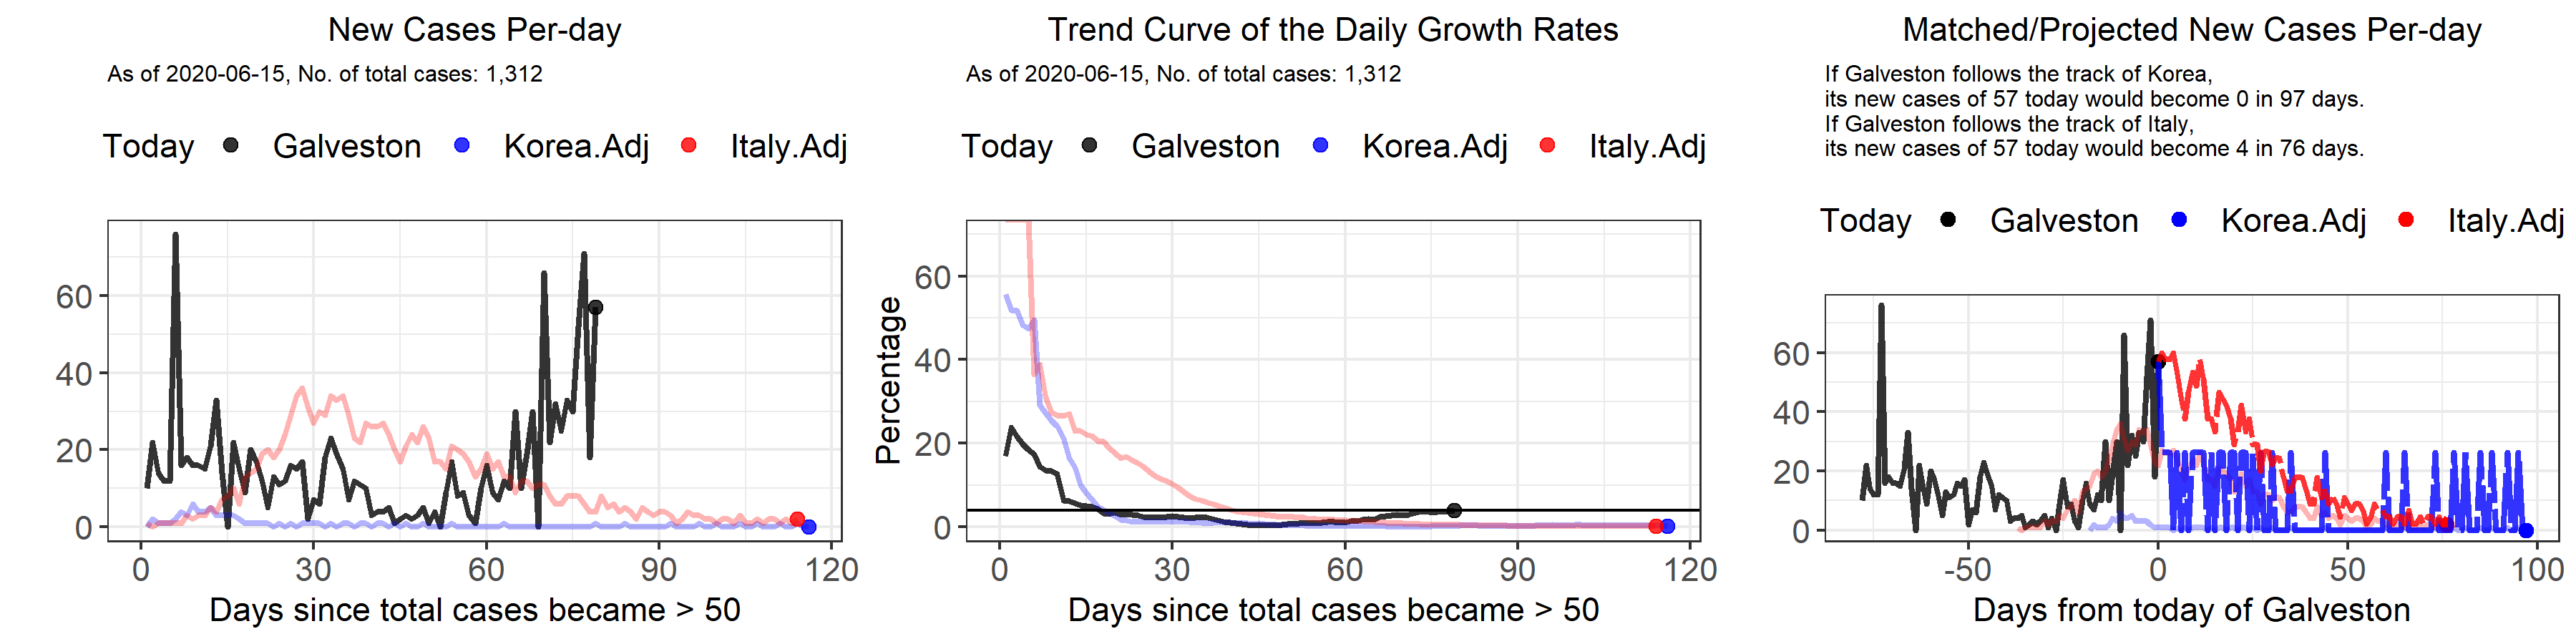 New Cases Per-day
As of 2020-06-15, No. of total cases: 1,312
Today Galveston Korea.Adj Italy.Adj
60
40
20
0
0 30 60 90 120
Days since total cases became > 50
Trend Curve of the Daily Growth Rates
As of 2020-06-15, No. of total cases: 1,312
Today Galveston Korea.Adj Italy.Adj
Percentage
60
40
20
0
0 30 60 90 120
Days since total cases became > 50
Matched/Projected New Cases Per-day
If Galveston follows the track of Korea,
its new cases of 57 today would become 0 in 97 days.
If Galveston follows the track of Italy,
its new cases of 57 today would become 4 in 76 days.
Today Galveston Korea.Adj Italy.Adj
60
40
20
0
-50 0 50 100
Days from today of Galveston